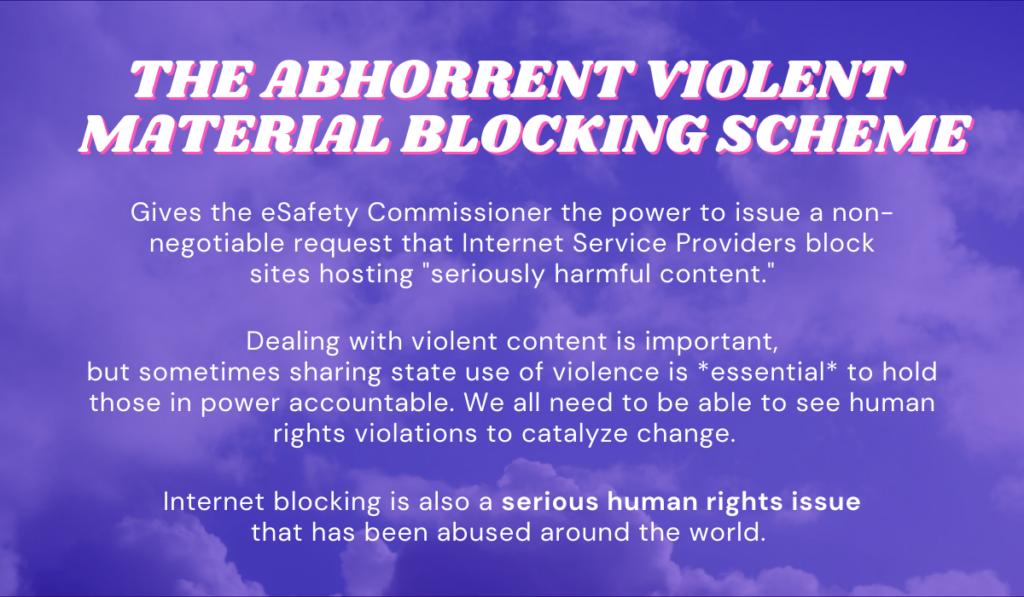 THE ABHORRENT VIOLENT
MATERIAL BLOCKING SCHEME
Gives the eSafety Commissioner the power to issue a non-
negotiable request that Internet Service Providers block
sites hosting "seriously harmful content."
Dealing with violent content is important,
but sometimes sharing state use of violence is *essential* to hold
those in power accountable. We all need to be able to see human
rights violations to catalyze change.
Internet blocking is also a serious human rights issue
that has been abused around the world.